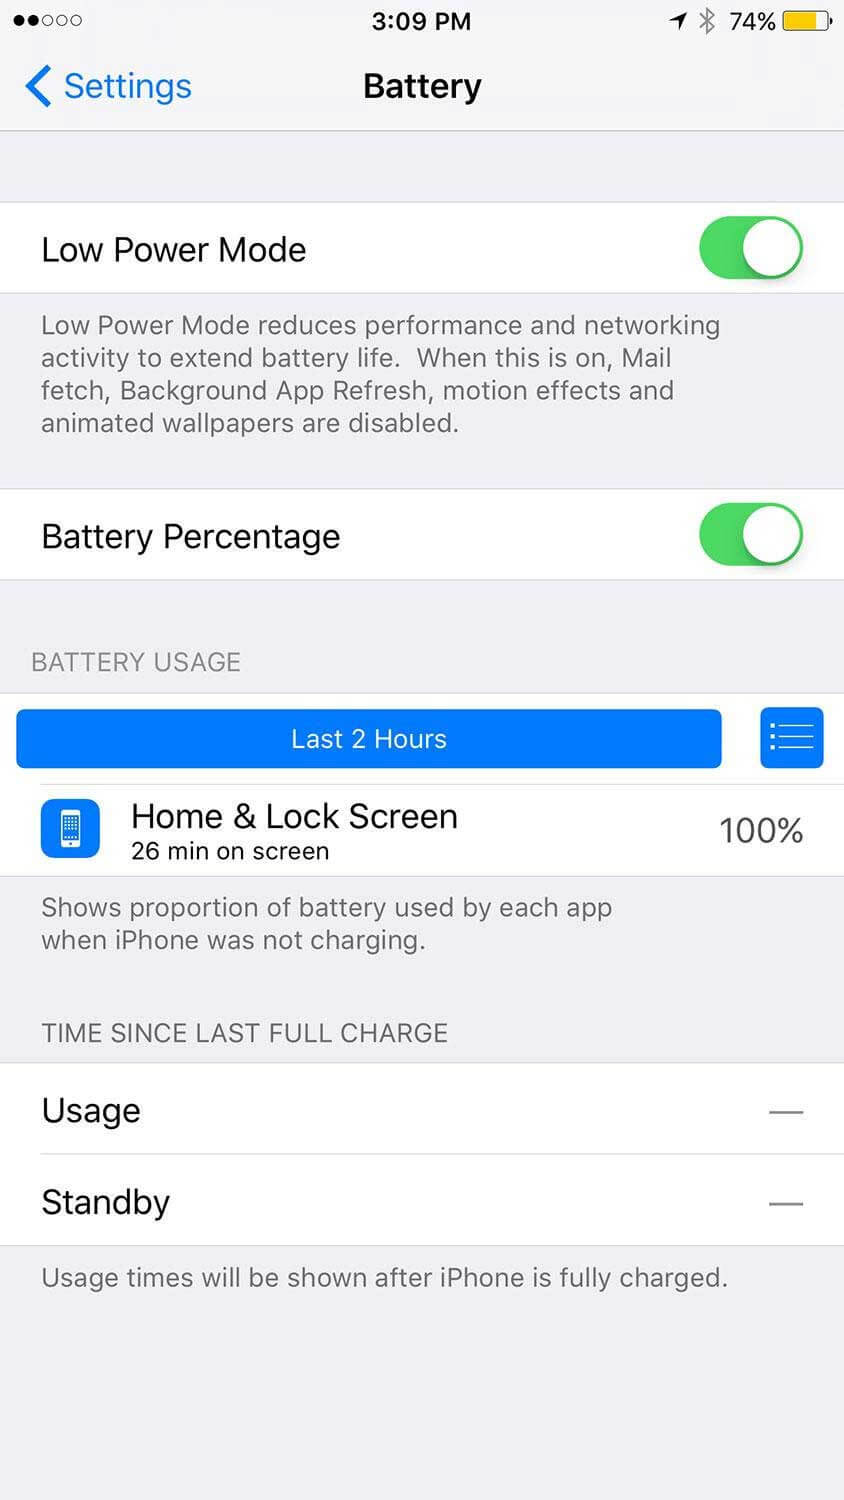 3:09 PM 74%
Settings Battery
Low Power Mode
Low Power Mode reduces performance and networking
activity to extend battery life.  When this is on, Mail
fetch, Background App Refresh, motion effects and
animated wallpapers are disabled.
Battery Percentage
BATTERY USAGE
Last 2 Hours
Home & Lock Screen
26 min on screen
100%
Shows proportion of battery used by each app
when iPhone was not charging.
TIME SINCE LAST FULL CHARGE
Usage —
Standby —
Usage times will be shown after iPhone is fully charged.